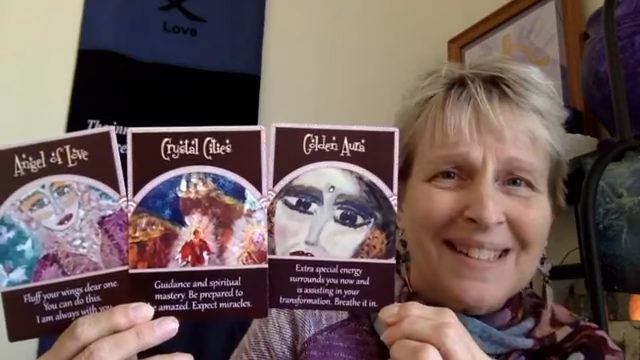 Love
The inn
Angel of Love
Fluff your wings dear one.
You can do this.
I am always with you.
Crystal Cities
Guidance and spiritual
mastery. Be prepared to
be amazed. Expect miracles.
Golden Aura
Extra special energy
surrounds you now and
is assisting in your
transformation. Breathe it in.